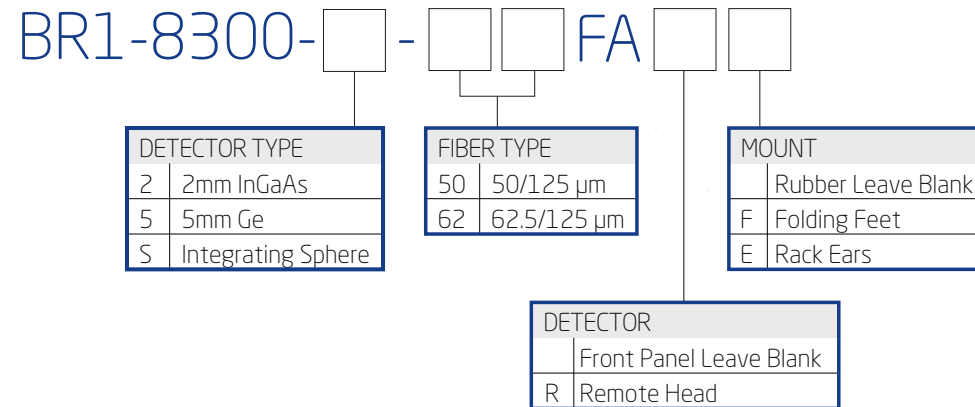 BR1-8300- - FA
DETECTOR TYPE
2 2mm InGaAs
5 5mm Ge
S Integrating Sphere
FIBER TYPE
50 50/125 µm
62 62.5/125 µm
MOUNT
Rubber Leave Blank
F Folding Feet
E Rack Ears
DETECTOR
Front Panel Leave Blank
R Remote Head